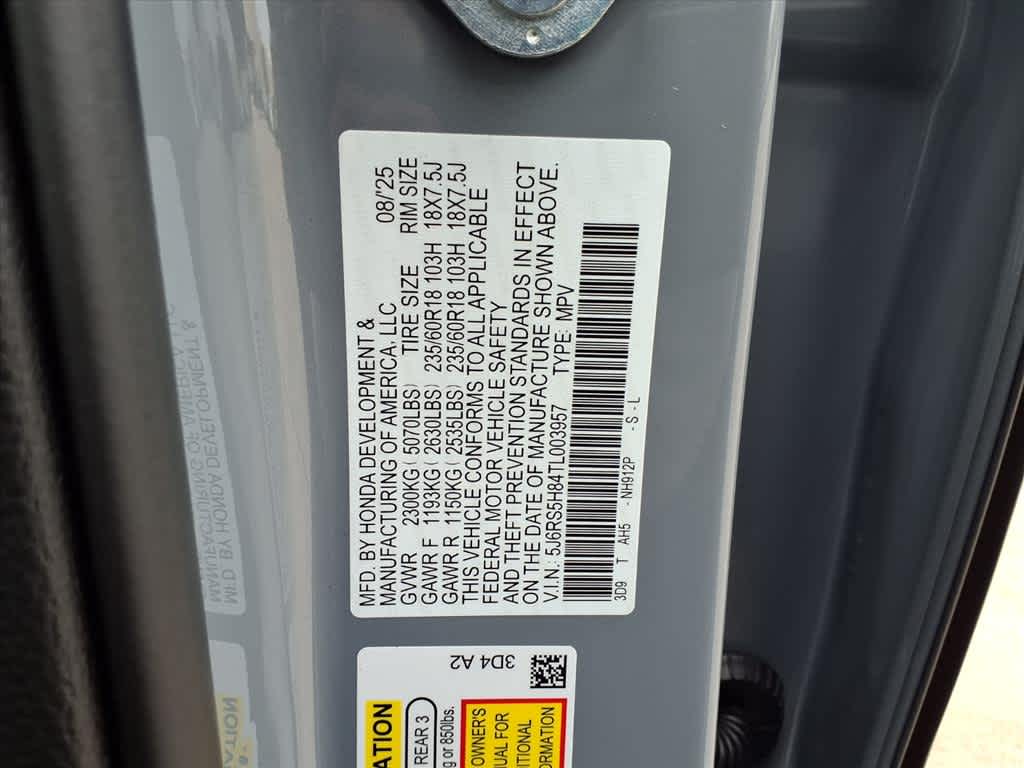 MFD. BY HONDA DEVELOPMENT &
MANUFACTURING OF AMERICA, LLC 08/'25
GVWR 2300KG ( 5070LBS) TIRE SIZE RIM SIZE
GAWR F 1193KG ( 2630LBS) 235/60R18 103H 18X7.5J
GAWR R 1150KG ( 2535LBS) 235/60R18 103H 18X7.5J
THIS VEHICLE CONFORMS TO ALL APPLICABLE
FEDERAL MOTOR VEHICLE SAFETY
AND THEFT PREVENTION STANDARDS IN EFFECT
ON THE DATE OF MANUFACTURE SHOWN ABOVE.
V.I.N.: 5J6RS5H84TL003957 TYPE: MPV
3D9 T AH5 - NH912P - S - L
3D4 A2
REAR 3
850lbs.
OWNER'S
FOR